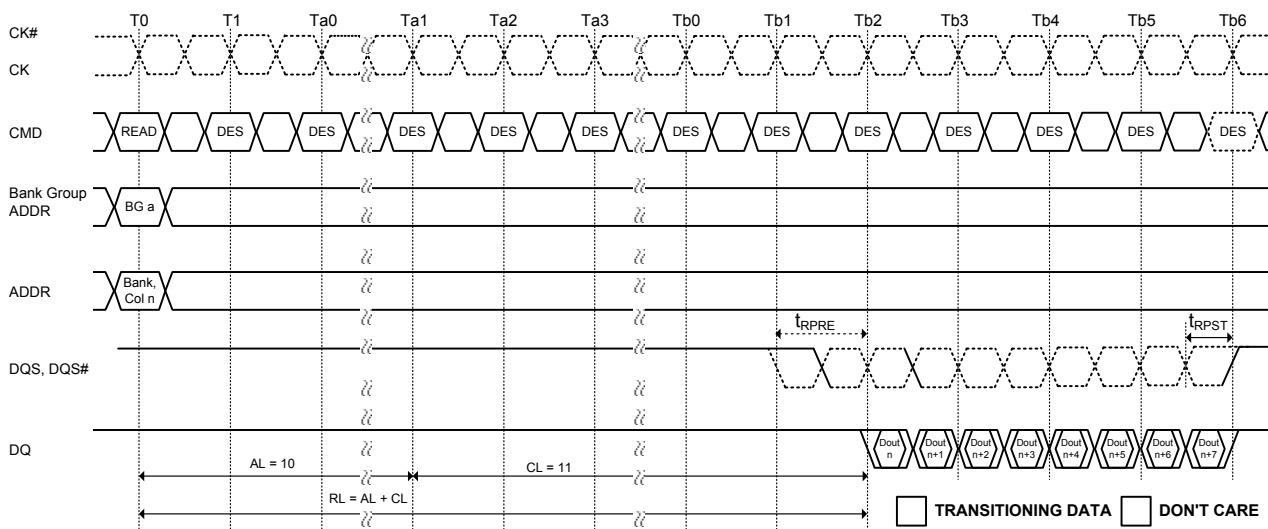 T0 T1 Ta0 Ta1 Ta2 Ta3 Tb0 Tb1 Tb2 Tb3 Tb4 Tb5 Tb6
CK#
CK
CMD READ DES DES DES DES DES DES DES DES DES DES DES DES
Bank Group
ADDR
BG a
ADDR
Bank,
Col n
tRPRE
tRPST
DQS, DQS#
DQ
Dout
n
Dout
n+1
Dout
n+2
Dout
n+3
Dout
n+4
Dout
n+5
Dout
n+6
Dout
n+7
AL = 10
CL = 11
RL = AL + CL
TRANSITIONING DATA
DON'T CARE